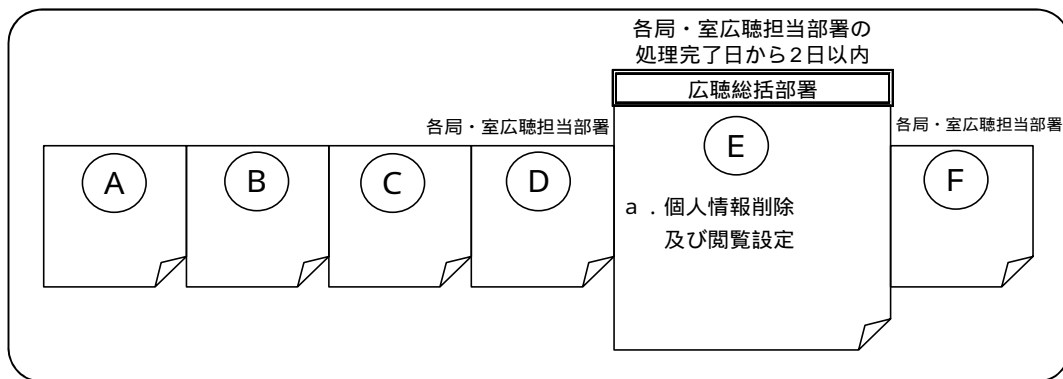 各局・室広聴担当部署の
処理完了日から2日以内
広聴総括部署
各局・室広聴担当部署
各局・室広聴担当部署
A
B
C
D
E
F
a．個人情報削除
及び閲覧設定